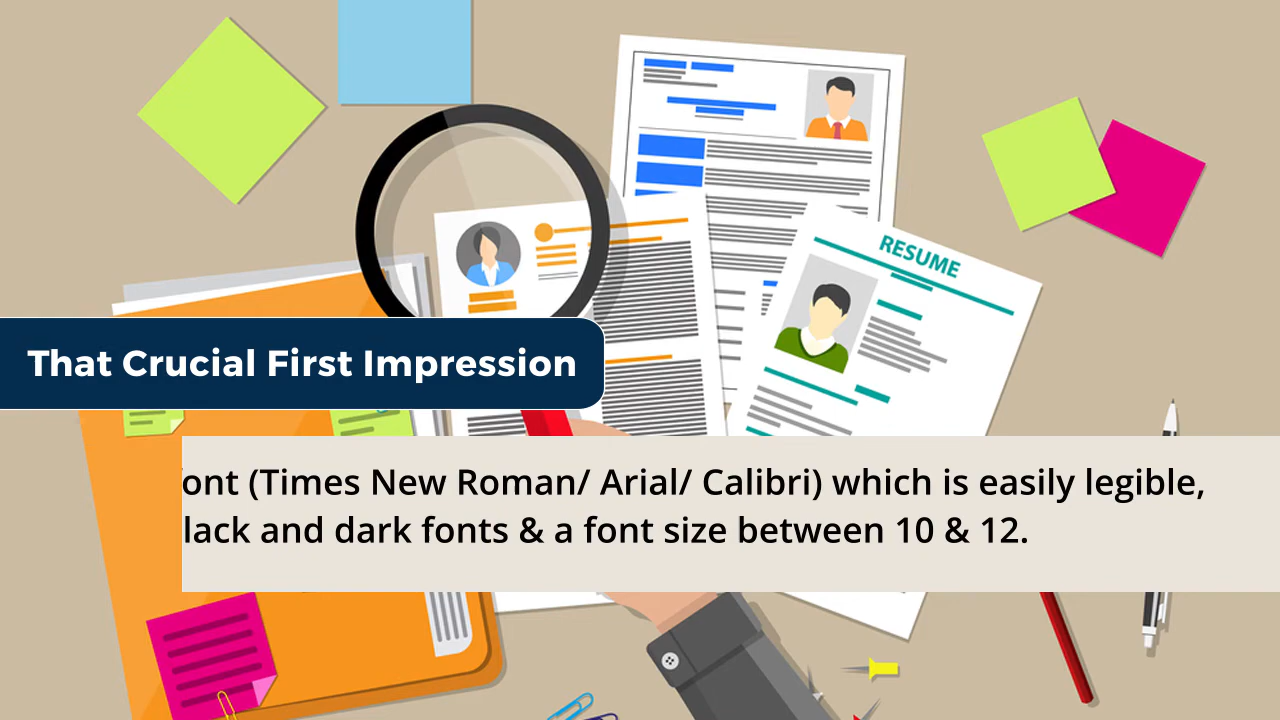 RESUME
That Crucial First Impression
ont (Times New Roman/ Arial/ Calibri) which is easily legible,
lack and dark fonts & a font size between 10 & 12.